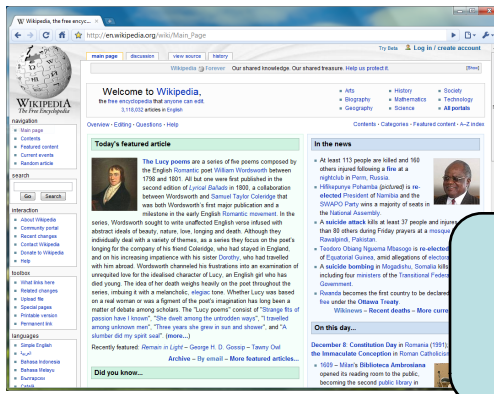 Wikipedia, the free encyc...
http://en.wikipedia.org/wiki/Main_Page
Try Beta Log in / create account
main page discussion view source history
Wikipedia Forever Our shared knowledge. Our shared treasure. Help us protect it. [Show]
WIKIPEDIA
The Free Encyclopedia
navigation
Main page
Contents
Featured content
Current events
Random article
search
Go Search
interaction
About Wikipedia
Community portal
Recent changes
Contact Wikipedia
Donate to Wikipedia
Help
toolbox
What links here
Related changes
Upload file
Special pages
Printable version
Permanent link
languages
Simple English
العربية
Bahasa Indonesia
Bahasa Melayu
Български
Català
Welcome to Wikipedia,
the free encyclopedia that anyone can edit.
3,116,032 articles in English
Arts
Biography
Geography
History
Mathematics
Science
Society
Technology
All portals
Overview · Editing · Questions · Help
Contents · Categories · Featured content · A–Z index
Today's featured article
The Lucy poems are a series of five poems composed
by the English Romantic poet William Wordsworth between
1798 and 1801. All but one were first published in the
second edition of Lyrical Ballads in 1800, a collaboration
between Wordsworth and Samuel Taylor Coleridge that
was both Wordsworth's first major publication and a
milestone in the early English Romantic movement. In the
series, Wordsworth sought to write unaffected English verse infused with
abstract ideals of beauty, nature, love, longing and death. Although they
individually deal with a variety of themes, as a series they focus on the poet's
longing for the company of his friend Coleridge, who had stayed in England,
and on his increasing impatience with his sister Dorothy, who had travelled
with him abroad. Wordsworth channeled his frustrations into an examination of
unrequited love for the idealised character of Lucy, an English girl who has
died young. The idea of her death weighs heavily on the poet throughout the
series, imbuing it with a melancholic, elegiac tone. Whether Lucy was based
on a real woman or was a figment of the poet's imagination has long been a
matter of debate among scholars. The "Lucy poems" consist of "Strange fits of
passion have I known", "She dwelt among the untrodden ways", "I travelled
among unknown men", "Three years she grew in sun and shower", and "A
slumber did my spirit seal". (more...)
Recently featured: Remain in Light – George H. D. Gossip – Tawny Owl
Archive – By email – More featured articles...
Did you know...
In the news
At least 113 people are killed and 160
others injured following a fire at a
nightclub in Perm, Russia.
Hifikepunye Pohamba (pictured) is re-
elected President of Namibia and the
SWAPO Party wins a majority of seats in
the National Assembly.
A suicide attack kills at least 37 people and injures
than 80 others during Friday prayers at a mosque
Rawalpindi, Pakistan.
Teodoro Obiang Nguema Mbasogo is re-elected
of Equatorial Guinea, amid allegations of electoral
A suicide bombing in Mogadishu, Somalia kills
including four ministers of the Transitional Federal
Government.
Rwanda becomes the first country to be declared
free under the Ottawa Treaty.
Wikinews – Recent deaths – More current
On this day...
December 8: Constitution Day in Romania (1991);
the Immaculate Conception in Roman Catholicism
1609 – Milan's Biblioteca Ambrosiana
opened its reading room to the public,
becoming the second public library in